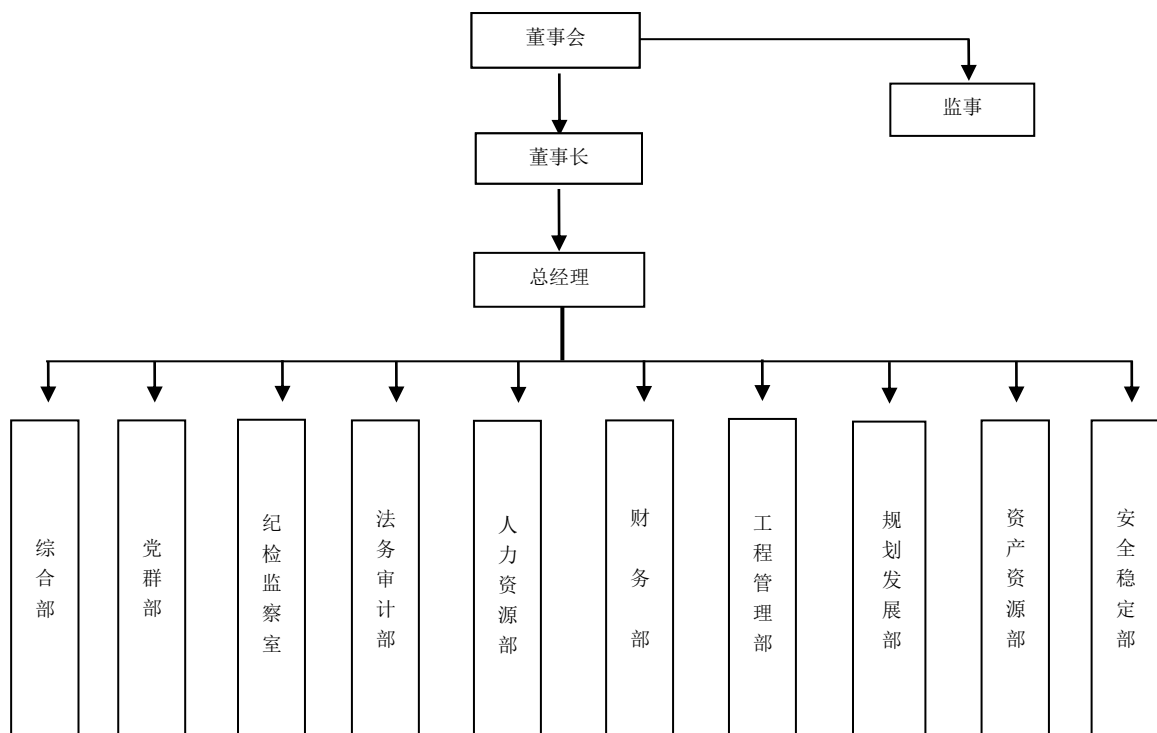 董事会
监事
董事长
总经理
综合部
党群部
纪检监察室
法务审计部
人力资源部
财务部
工程管理部
规划发展部
资产资源部
安全稳定部